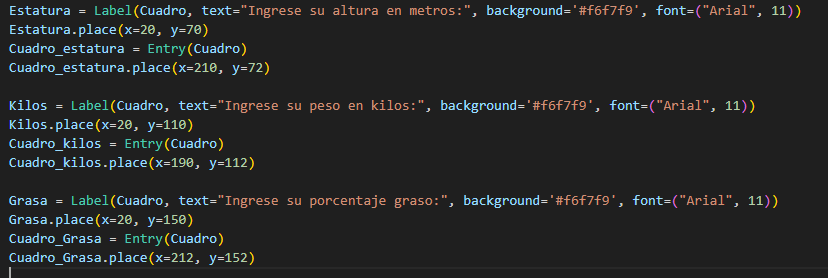 Estatura = Label(Cuadro, text="Ingrese su altura en metros:", background='#f6f7f9', font=("Arial", 11))
Estatura.place(x=20, y=70)
Cuadro_estatura = Entry(Cuadro)
Cuadro_estatura.place(x=210, y=72)

Kilos = Label(Cuadro, text="Ingrese su peso en kilos:", background='#f6f7f9', font=("Arial", 11))
Kilos.place(x=20, y=110)
Cuadro_kilos = Entry(Cuadro)
Cuadro_kilos.place(x=190, y=112)

Grasa = Label(Cuadro, text="Ingrese su porcentaje graso:", background='#f6f7f9', font=("Arial", 11))
Grasa.place(x=20, y=150)
Cuadro_Grasa = Entry(Cuadro)
Cuadro_Grasa.place(x=212, y=152)